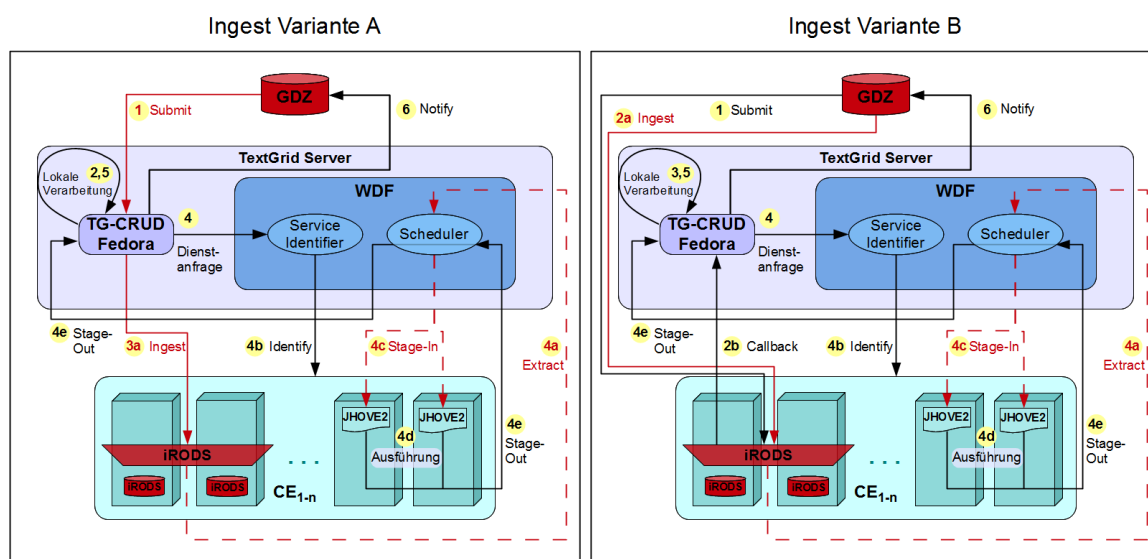 Ingest Variante A
GDZ
1 Submit
6 Notify
TextGrid Server
Lokale
Verarbeitung
2,5
WDF
TG-CRUD
Fedora
4
Dienst-
anfrage
Service
Identifier
Scheduler
4e Stage-
Out
3a Ingest
4b Identify
4c Stage-In
4a
Extract
JHOVE2
JHOVE2
4d
Ausführung
4e
Stage-
Out
iRODS
iRODS
iRODS
...
CE1-n
Ingest Variante B
GDZ
1 Submit
2a Ingest
6 Notify
TextGrid Server
Lokale
Verarbeitung
3,5
WDF
TG-CRUD
Fedora
4
Dienst-
anfrage
Service
Identifier
Scheduler
4e Stage-
Out
2b Callback
4b Identify
4c Stage-In
4a
Extract
JHOVE2
JHOVE2
4d
Ausführung
4e
Stage-
Out
iRODS
iRODS
iRODS
...
CE1-n